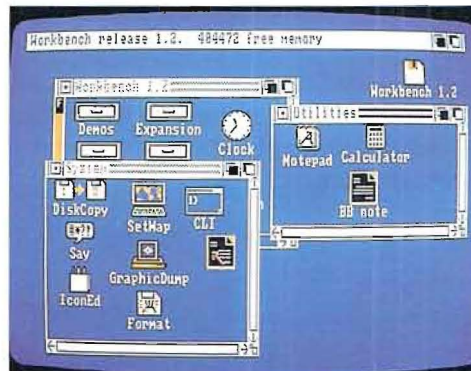 Workbench release 1.2.  484472 free memory
Workbench 1.2
Workbench 1.2
Demos Expansion Clock
Utilities
Notepad Calculator
BB note
System
DiskCopy SetMap CLI
Say
GraphicDump
IconEd
Format